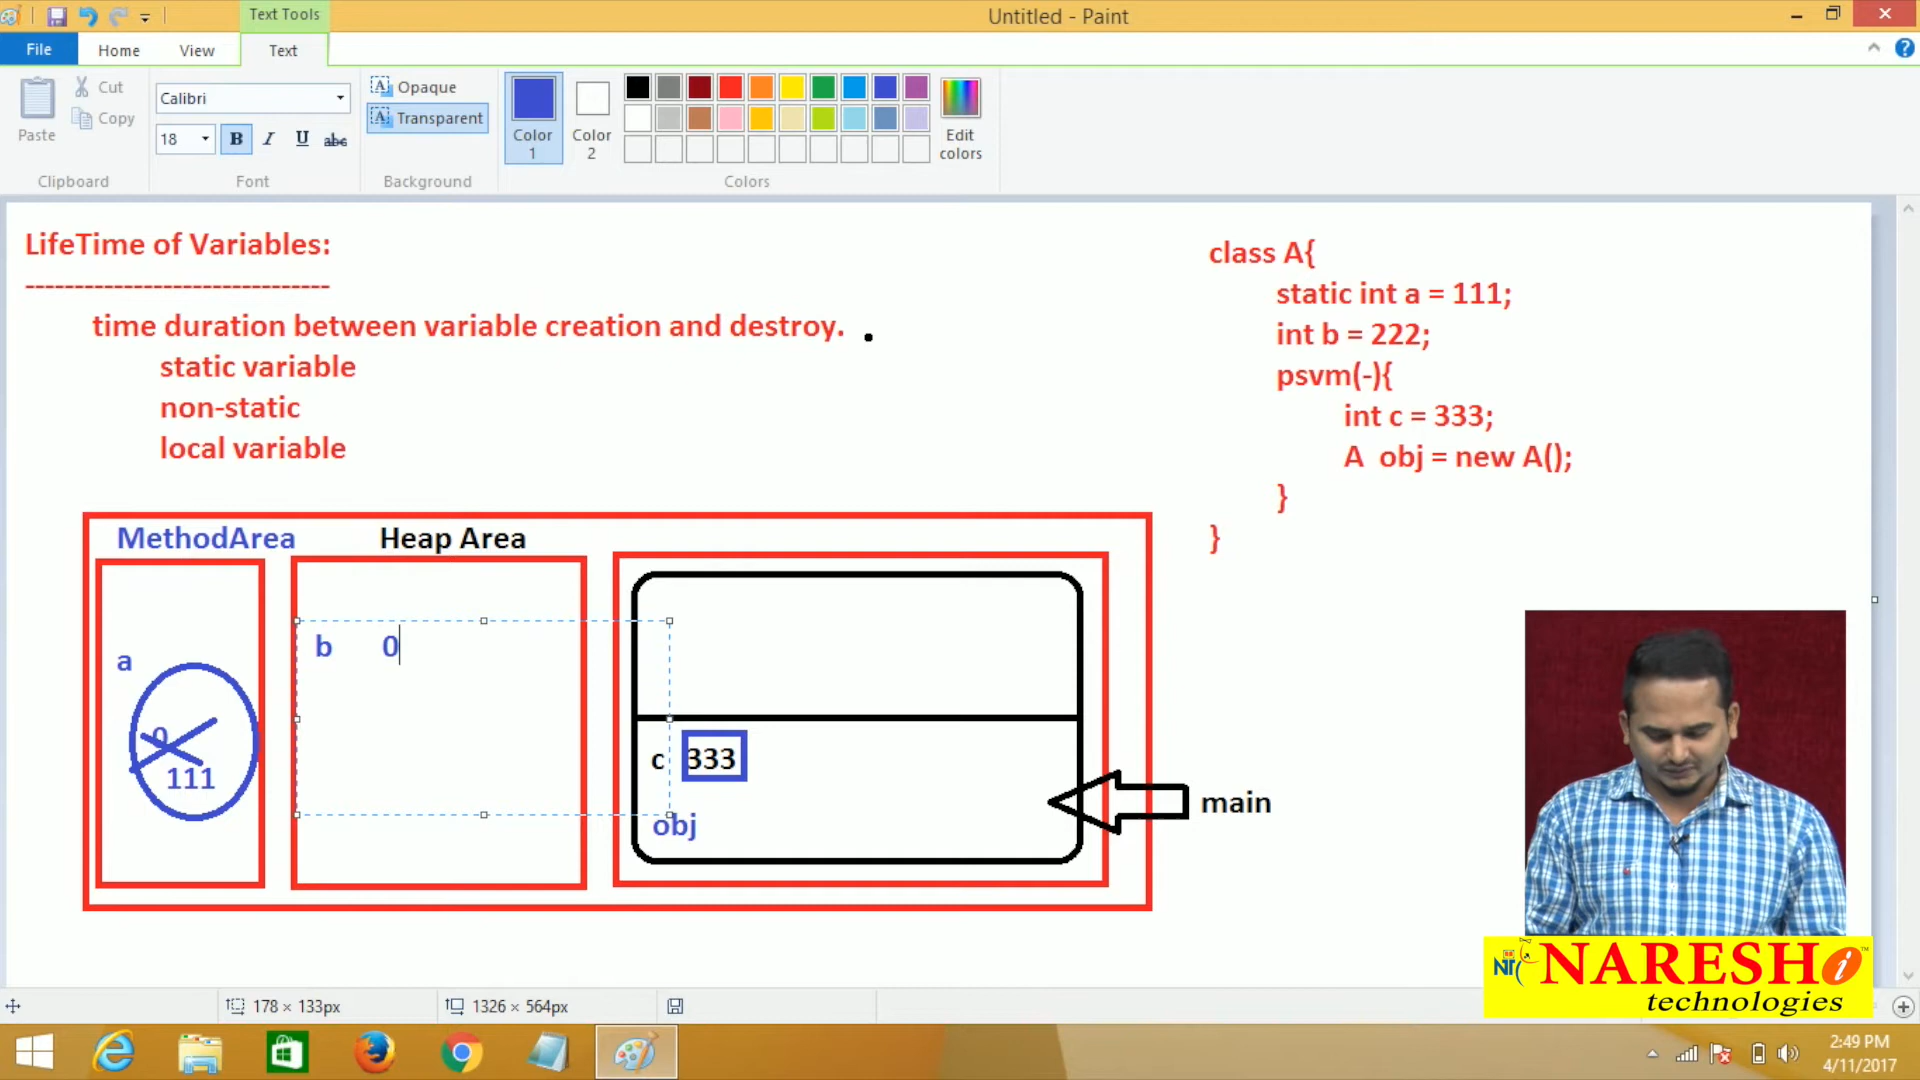 Text Tools
Untitled - Paint
File
Home
View
Text
Paste
Cut
Copy
Clipboard
Calibri
18
B I U abc
Font
Opaque
Transparent
Background
Color
1
Color
2
Edit
colors
Colors
LifeTime of Variables:
-------------------------------
time duration between variable creation and destroy.
static variable
non-static
local variable
class A{
static int a = 111;
int b = 222;
psvm(-){
int c = 333;
A obj = new A();
}
}
MethodArea
Heap Area
a
0
111
b 0
c 333
obj
main
NARESH i
technologies
178 × 133px
1326 × 564px
2:49 PM
4/11/2017